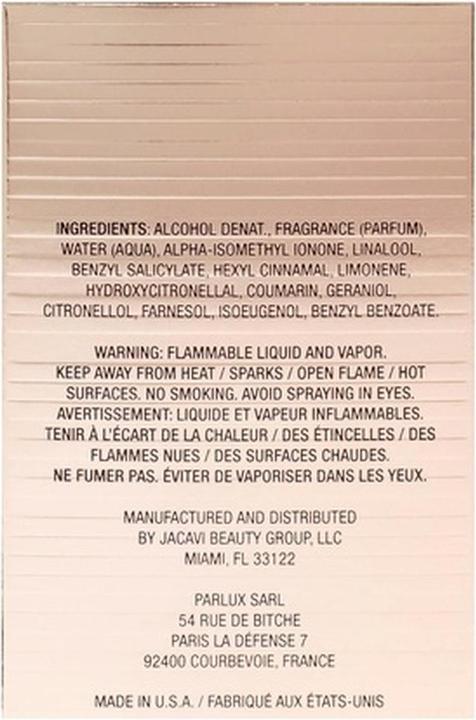 INGREDIENTS: ALCOHOL DENAT., FRAGRANCE (PARFUM),
WATER (AQUA), ALPHA-ISOMETHYL IONONE, LINALOOL,
BENZYL SALICYLATE, HEXYL CINNAMAL, LIMONENE,
HYDROXYCITRONELLAL, COUMARIN, GERANIOL,
CITRONELLOL, FARNESOL, ISOEUGENOL, BENZYL BENZOATE.
WARNING: FLAMMABLE LIQUID AND VAPOR.
KEEP AWAY FROM HEAT / SPARKS / OPEN FLAME / HOT
SURFACES. NO SMOKING. AVOID SPRAYING IN EYES.
AVERTISSEMENT: LIQUIDE ET VAPEUR INFLAMMABLES.
TENIR À L'ÉCART DE LA CHALEUR / DES ÉTINCELLES / DES
FLAMMES NUES / DES SURFACES CHAUDES.
NE FUMER PAS. ÉVITER DE VAPORISER DANS LES YEUX.
MANUFACTURED AND DISTRIBUTED
BY JACAVI BEAUTY GROUP, LLC
MIAMI, FL 33122
PARLUX SARL
54 RUE DE BITCHE
PARIS LA DÉFENSE 7
92400 COURBEVOIE, FRANCE
MADE IN U.S.A. / FABRIQUÉ AUX ÉTATS-UNIS